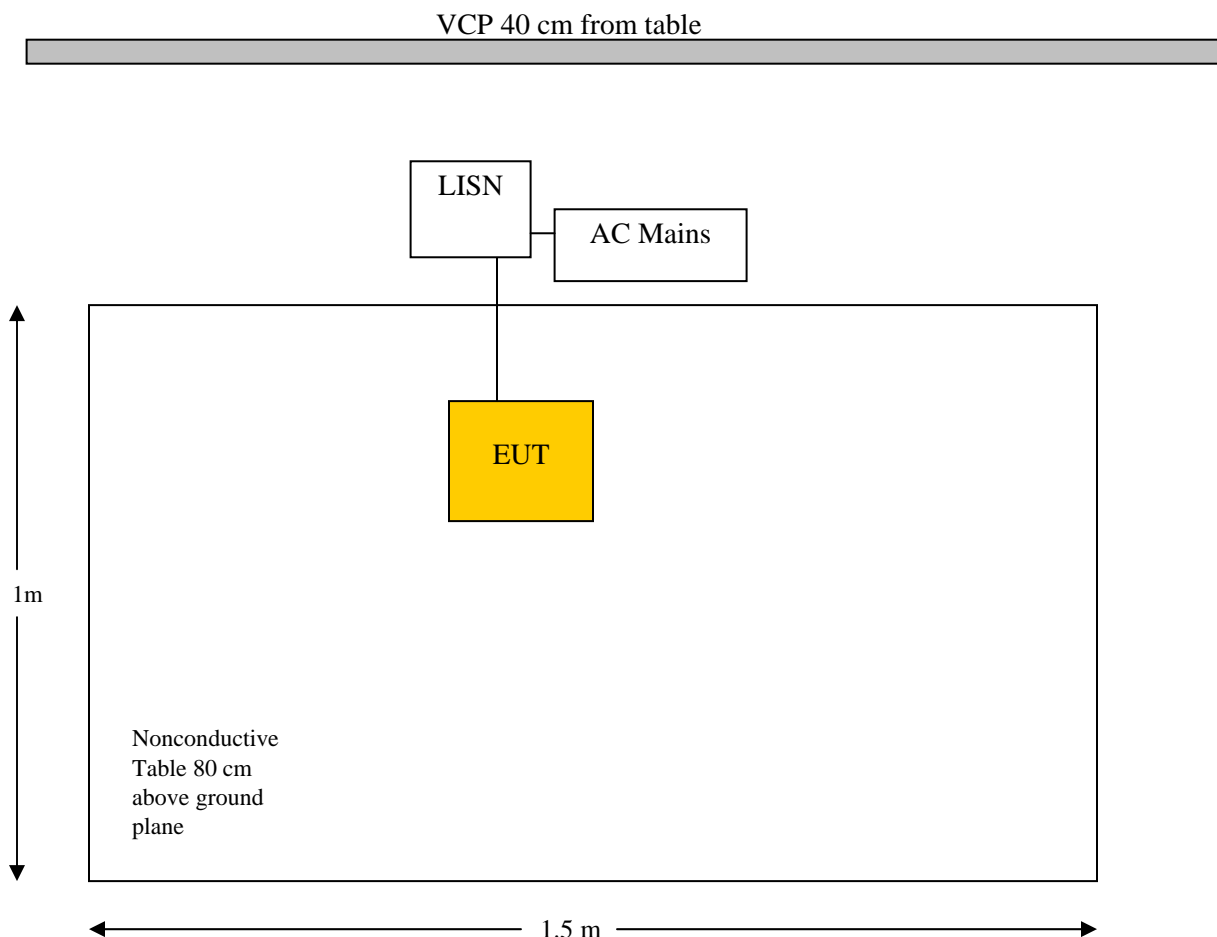 VCP 40 cm from table
LISN
AC Mains
EUT
1m
Nonconductive
Table 80 cm
above ground
plane
1.5 m